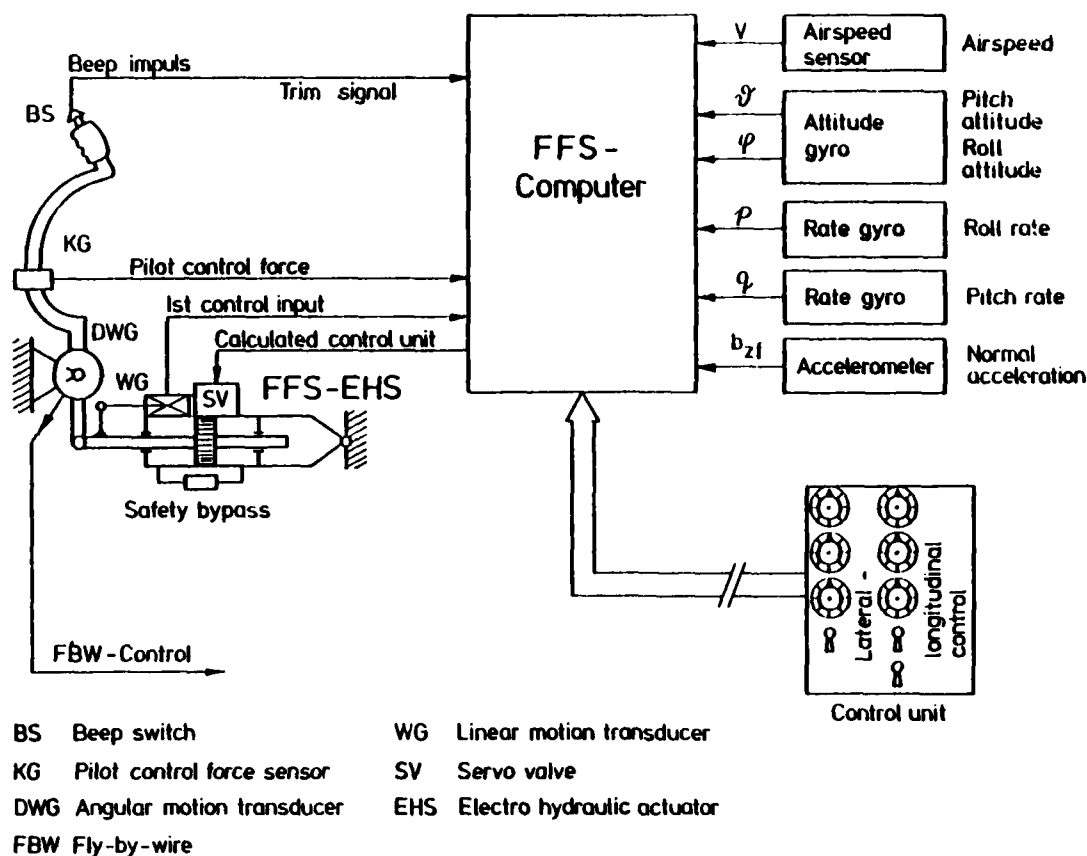 Beep impuls
Trim signal
BS
KG
Pilot control force
Ist control input
Calculated control unit
DWG
WG
SV
FFS-EHS
Safety bypass
FBW-Control
FFS-
Computer
V
Airspeed
sensor
Airspeed
ϑ
φ
Attitude
gyro
Pitch
attitude
Roll
attitude
p
Rate gyro
Roll rate
q
Rate gyro
Pitch rate
bzf
Accelerometer
Normal
acceleration
Lateral -
longitudinal
control
Control unit
BS Beep switch
KG Pilot control force sensor
DWG Angular motion transducer
FBW Fly-by-wire
WG Linear motion transducer
SV Servo valve
EHS Electro hydraulic actuator